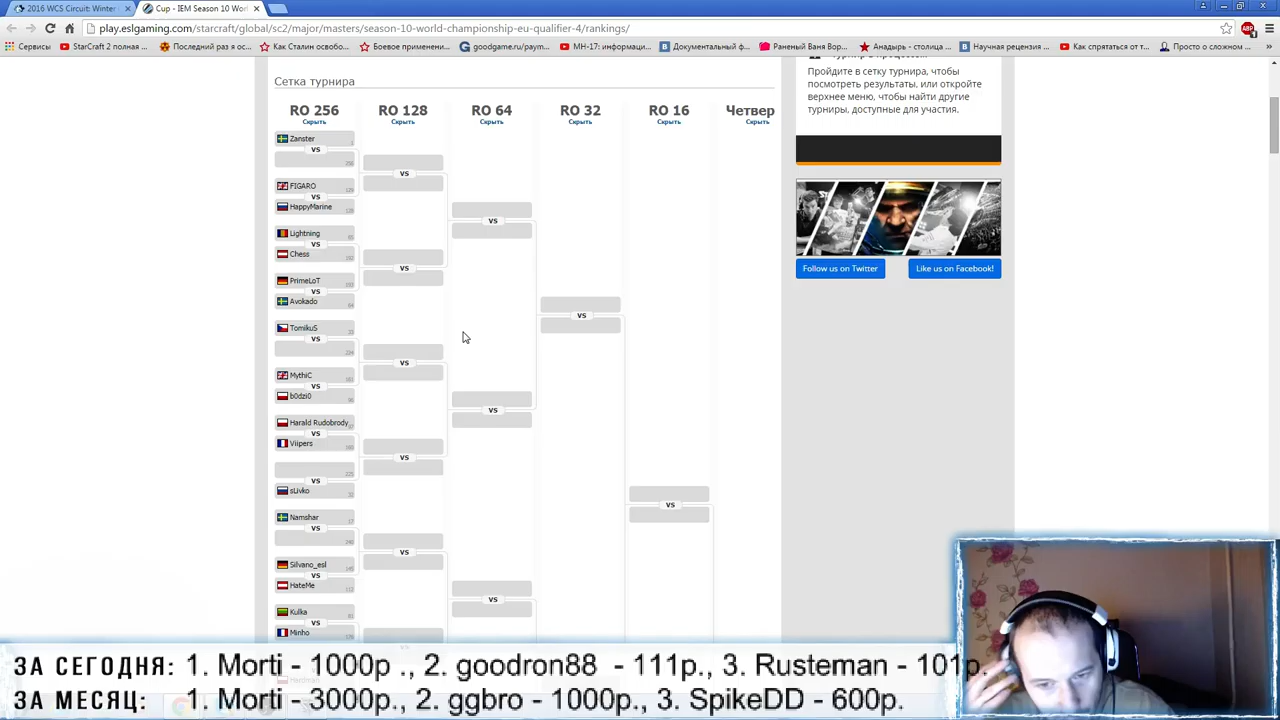 2016 WCS Circuit: Winter
Cup - IEM Season 10 Worl
play.eslgaming.com/starcraft/global/sc2/major/masters/season-10-world-championship-eu-qualifier-4/rankings/
Сервисы
StarCraft 2 полная ...
Последний раз я ос...
Как Сталин освобо...
Боевое применени...
goodgame.ru/paym...
МН-17: информаци...
Документальный ф...
Раненый Ваня Вор...
Анадырь - столица ...
Научная рецензия ...
Как спрятаться от т...
Просто о сложном ...
Сетка турнира
RO 256
RO 128
RO 64
RO 32
RO 16
Четвер
Скрыть
Скрыть
Скрыть
Скрыть
Скрыть
Скрыть
Zanster
VS
FIGARO
VS
HappyMarine
Lightning
VS
Chess
PrimeLoT
VS
Avokado
TomikuS
VS
MythiC
VS
b0dzi0
Harald Rudobrody
VS
Viipers
VS
sLivko
Namshar
VS
Silvano_esl
VS
HateMe
Kulka
VS
Minho
VS
VS
VS
VS
VS
VS
VS
VS
VS
VS
Пройдите в сетку турнира, чтобы
посмотреть результаты, или откройте
верхнее меню, чтобы найти другие
турниры, доступные для участия.
Follow us on Twitter
Like us on Facebook!
ЗА СЕГОДНЯ: 1. Morti - 1000р ., 2. goodron88 - 111р., 3. Rusteman - 101р.
ЗА МЕСЯЦ: 1. Morti - 3000р., 2. ggbro - 1000р., 3. SpikeDD - 600р.